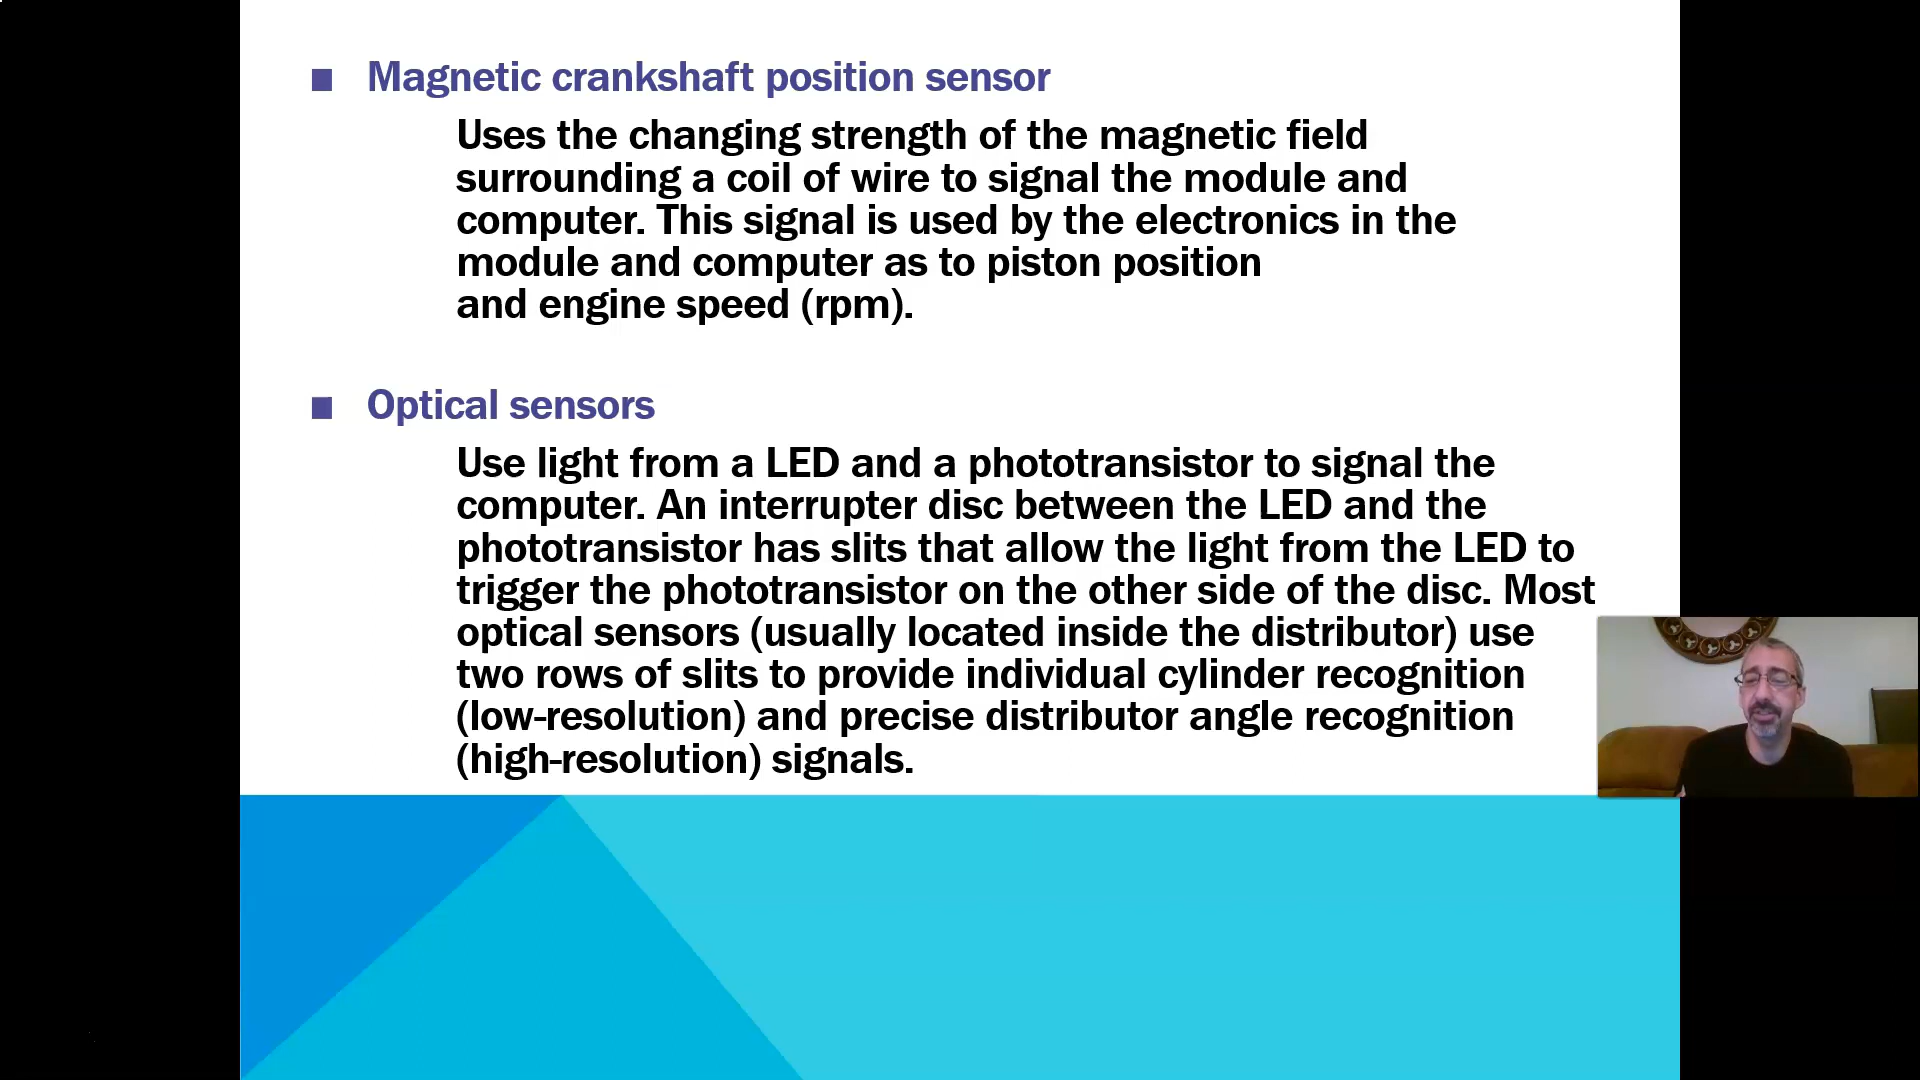 Magnetic crankshaft position sensor
Uses the changing strength of the magnetic field
surrounding a coil of wire to signal the module and
computer. This signal is used by the electronics in the
module and computer as to piston position
and engine speed (rpm).
Optical sensors
Use light from a LED and a phototransistor to signal the
computer. An interrupter disc between the LED and the
phototransistor has slits that allow the light from the LED to
trigger the phototransistor on the other side of the disc. Most
optical sensors (usually located inside the distributor) use
two rows of slits to provide individual cylinder recognition
(low-resolution) and precise distributor angle recognition
(high-resolution) signals.